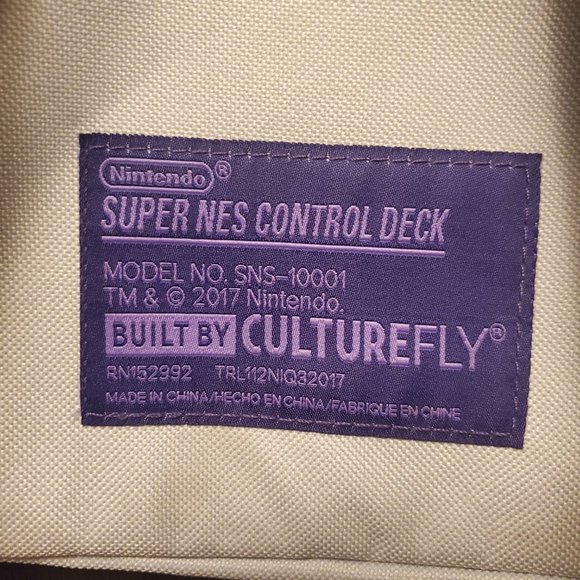 Nintendo®
SUPER NES CONTROL DECK
MODEL NO. SNS-10001
TM & © 2017 Nintendo.
BUILT BY CULTUREFLY®
RN152992 TRL112NIQ32017
MADE IN CHINA/HECHO EN CHINA/FABRIQUE EN CHINE